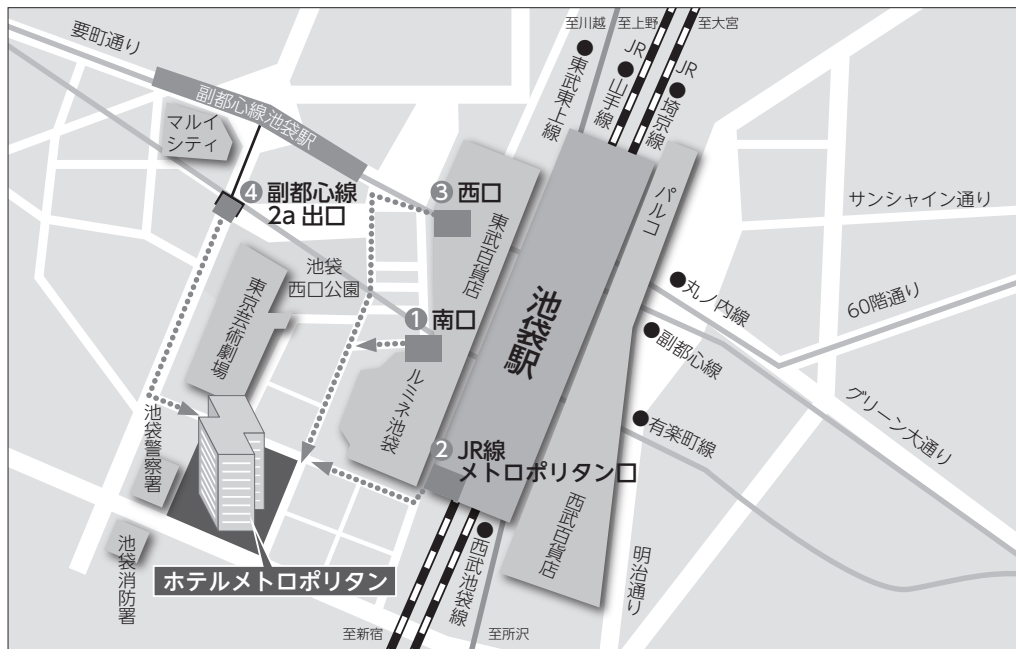 至川越
至上野
至大宮
要町通り
JR
JR
東武東上線
山手線
埼京線
副都心線池袋駅
マルイ
シティ
④ 副都心線
2a 出口
③ 西口
東武百貨店
パルコ
サンシャイン通り
池袋
西口公園
① 南口
池袋駅
丸ノ内線
60階通り
副都心線
東京芸術劇場
ルミネ池袋
グリーン大通り
有楽町線
② JR線
メトロポリタン口
池袋警察署
西武百貨店
明治通り
西武池袋線
池袋消防署
ホテルメトロポリタン
至新宿
至所沢